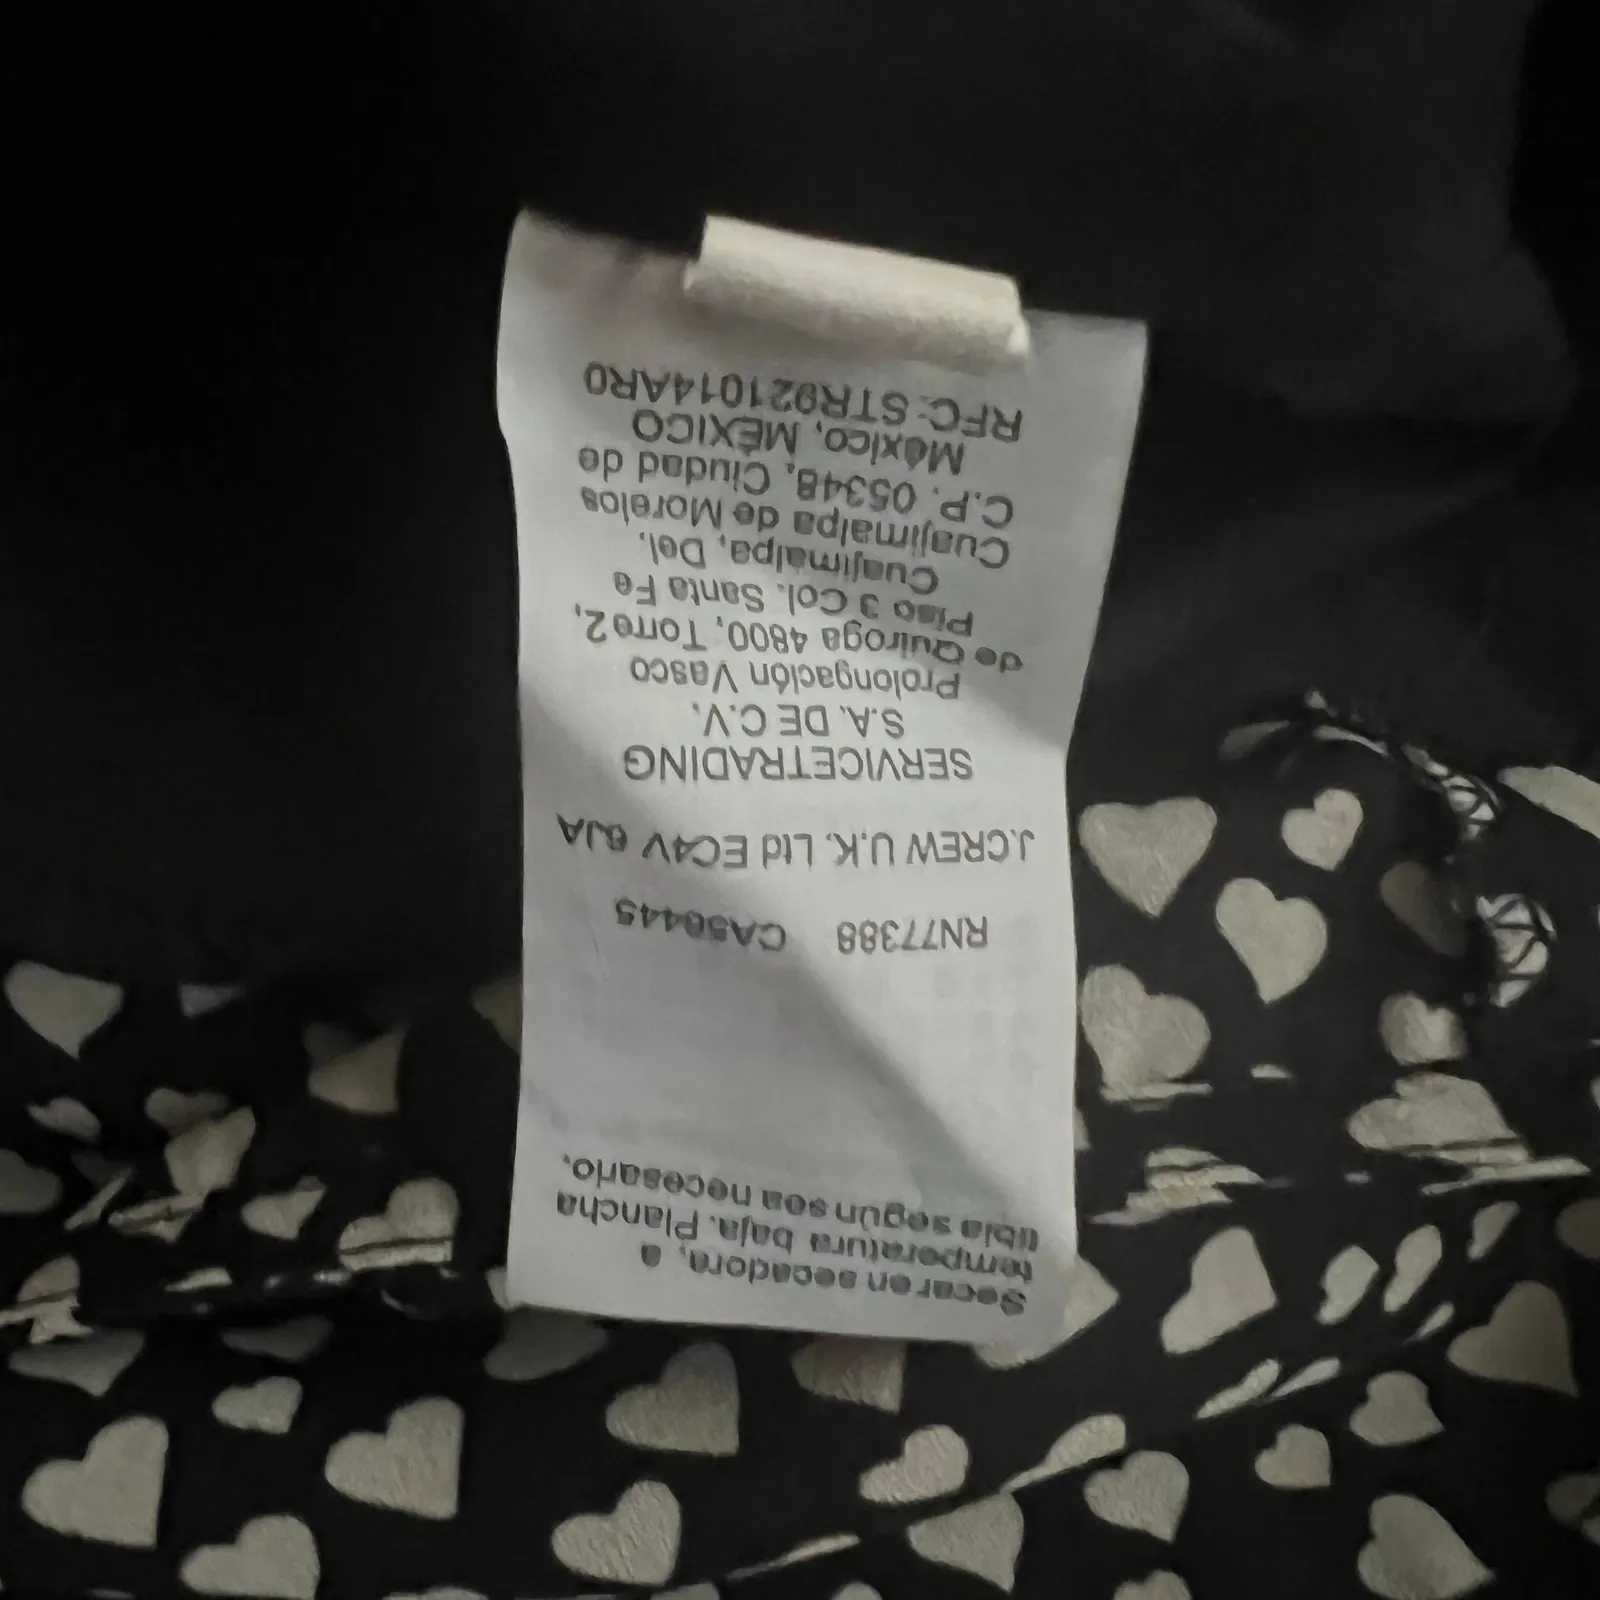 Secar en secadora, a
temperatura baja. Plancha
tibia según sea necesario.
RN77388 CA56445
J.CREW U.K. Ltd EC4V 6JA
SERVICETRADING
S.A. DE C.V.
Prolongación Vasco
de Quiroga 4800, Torre 2,
Piso 3 Col. Santa Fe
Cuajimalpa, Del.
Cuajimalpa de Morelos
C.P. 05348, Ciudad de
México, MÉXICO
RFC: STR921014AR0